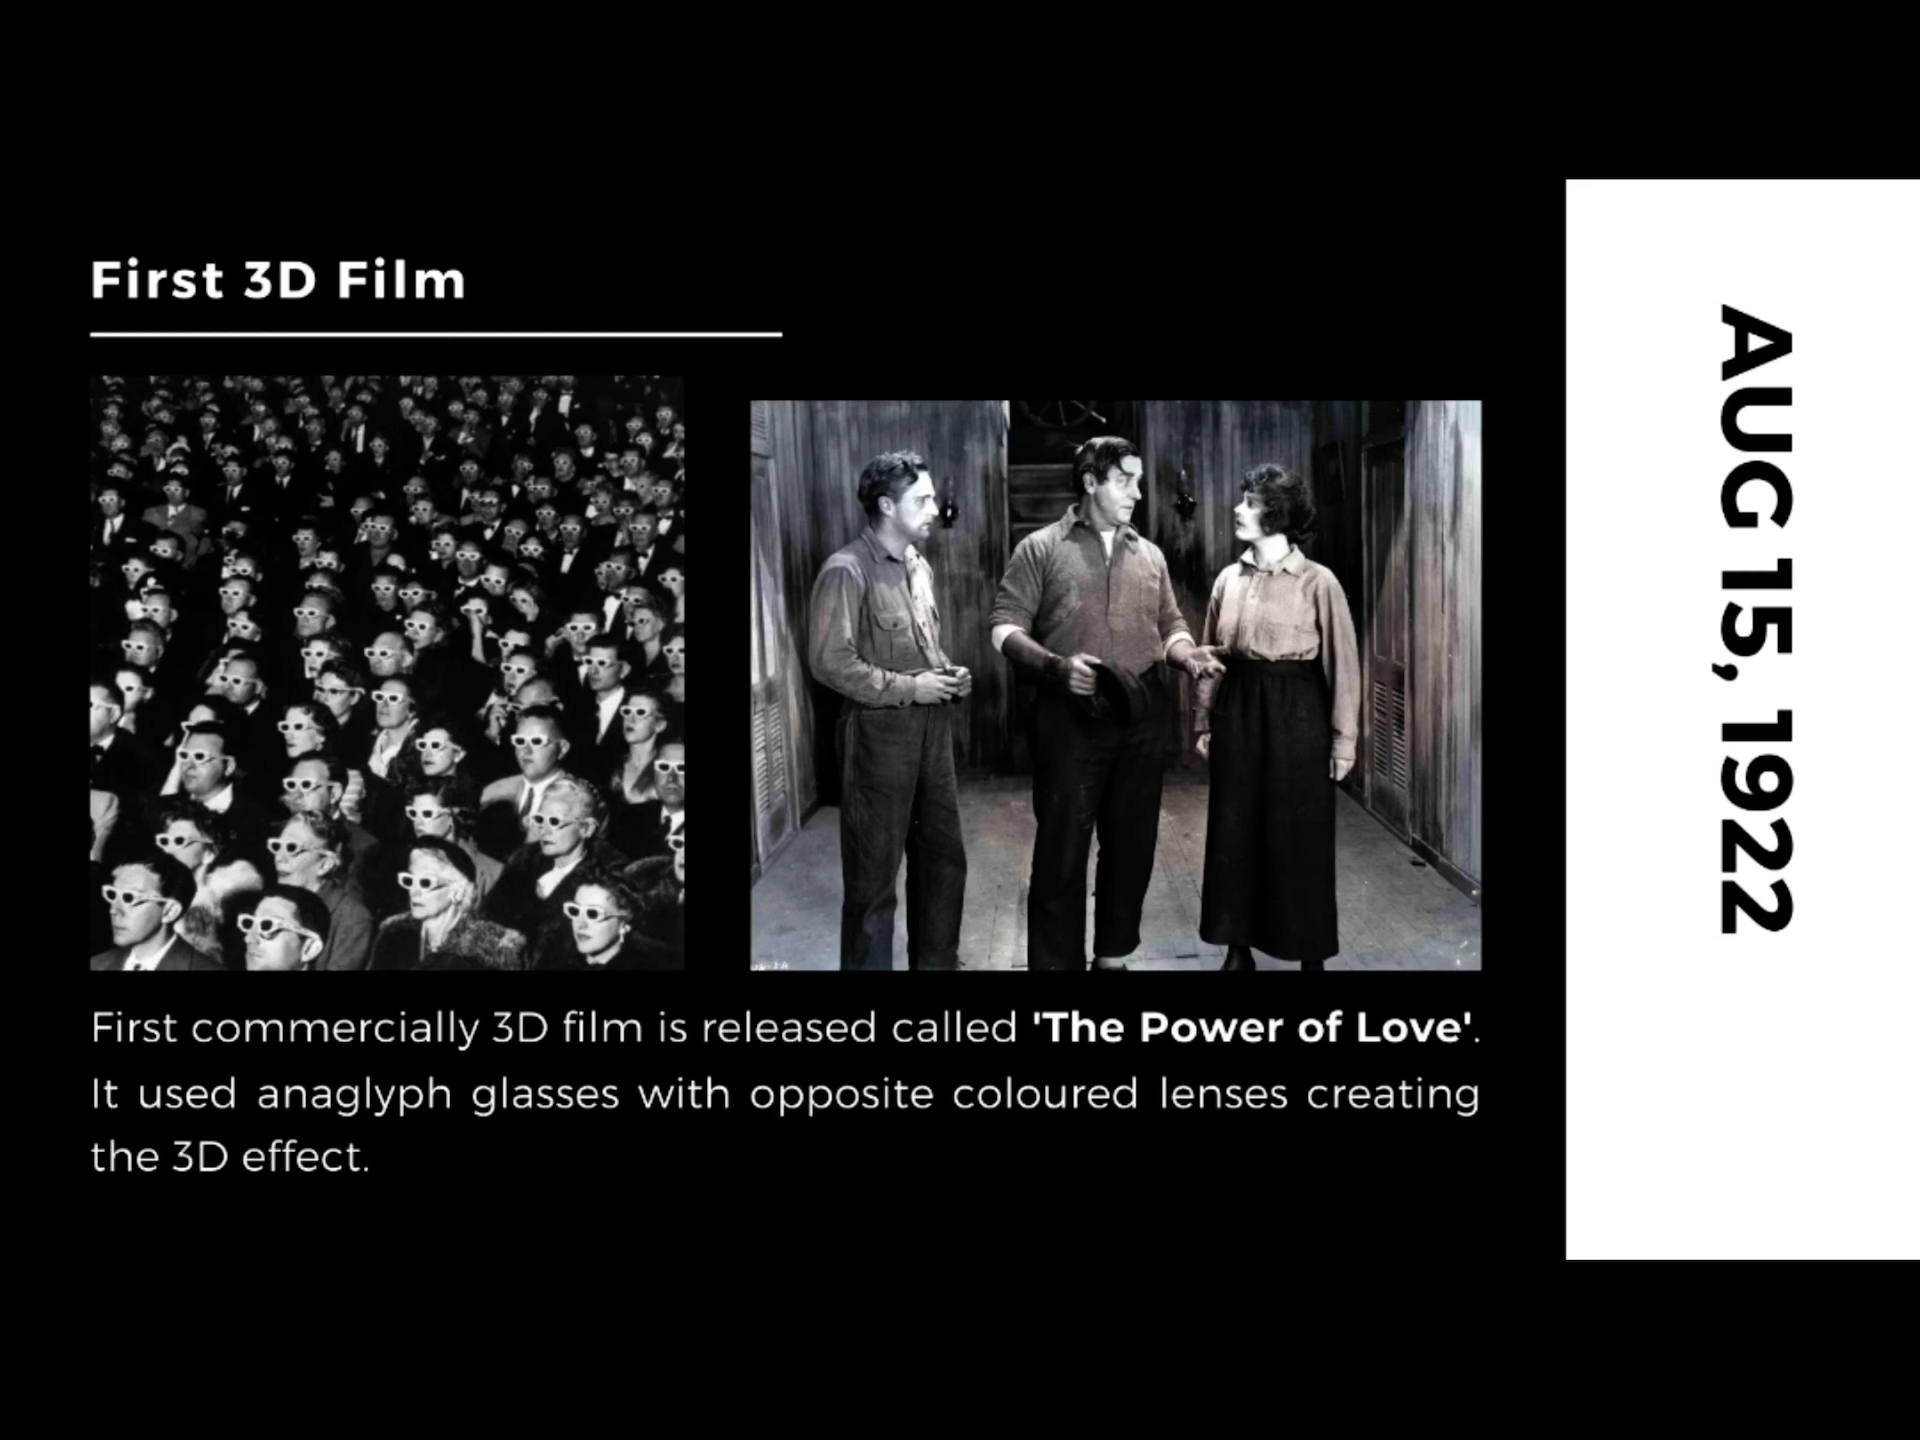 First 3D Film
First commercially 3D film is released called 'The Power of Love'.
It used anaglyph glasses with opposite coloured lenses creating
the 3D effect.
AUG 15, 1922